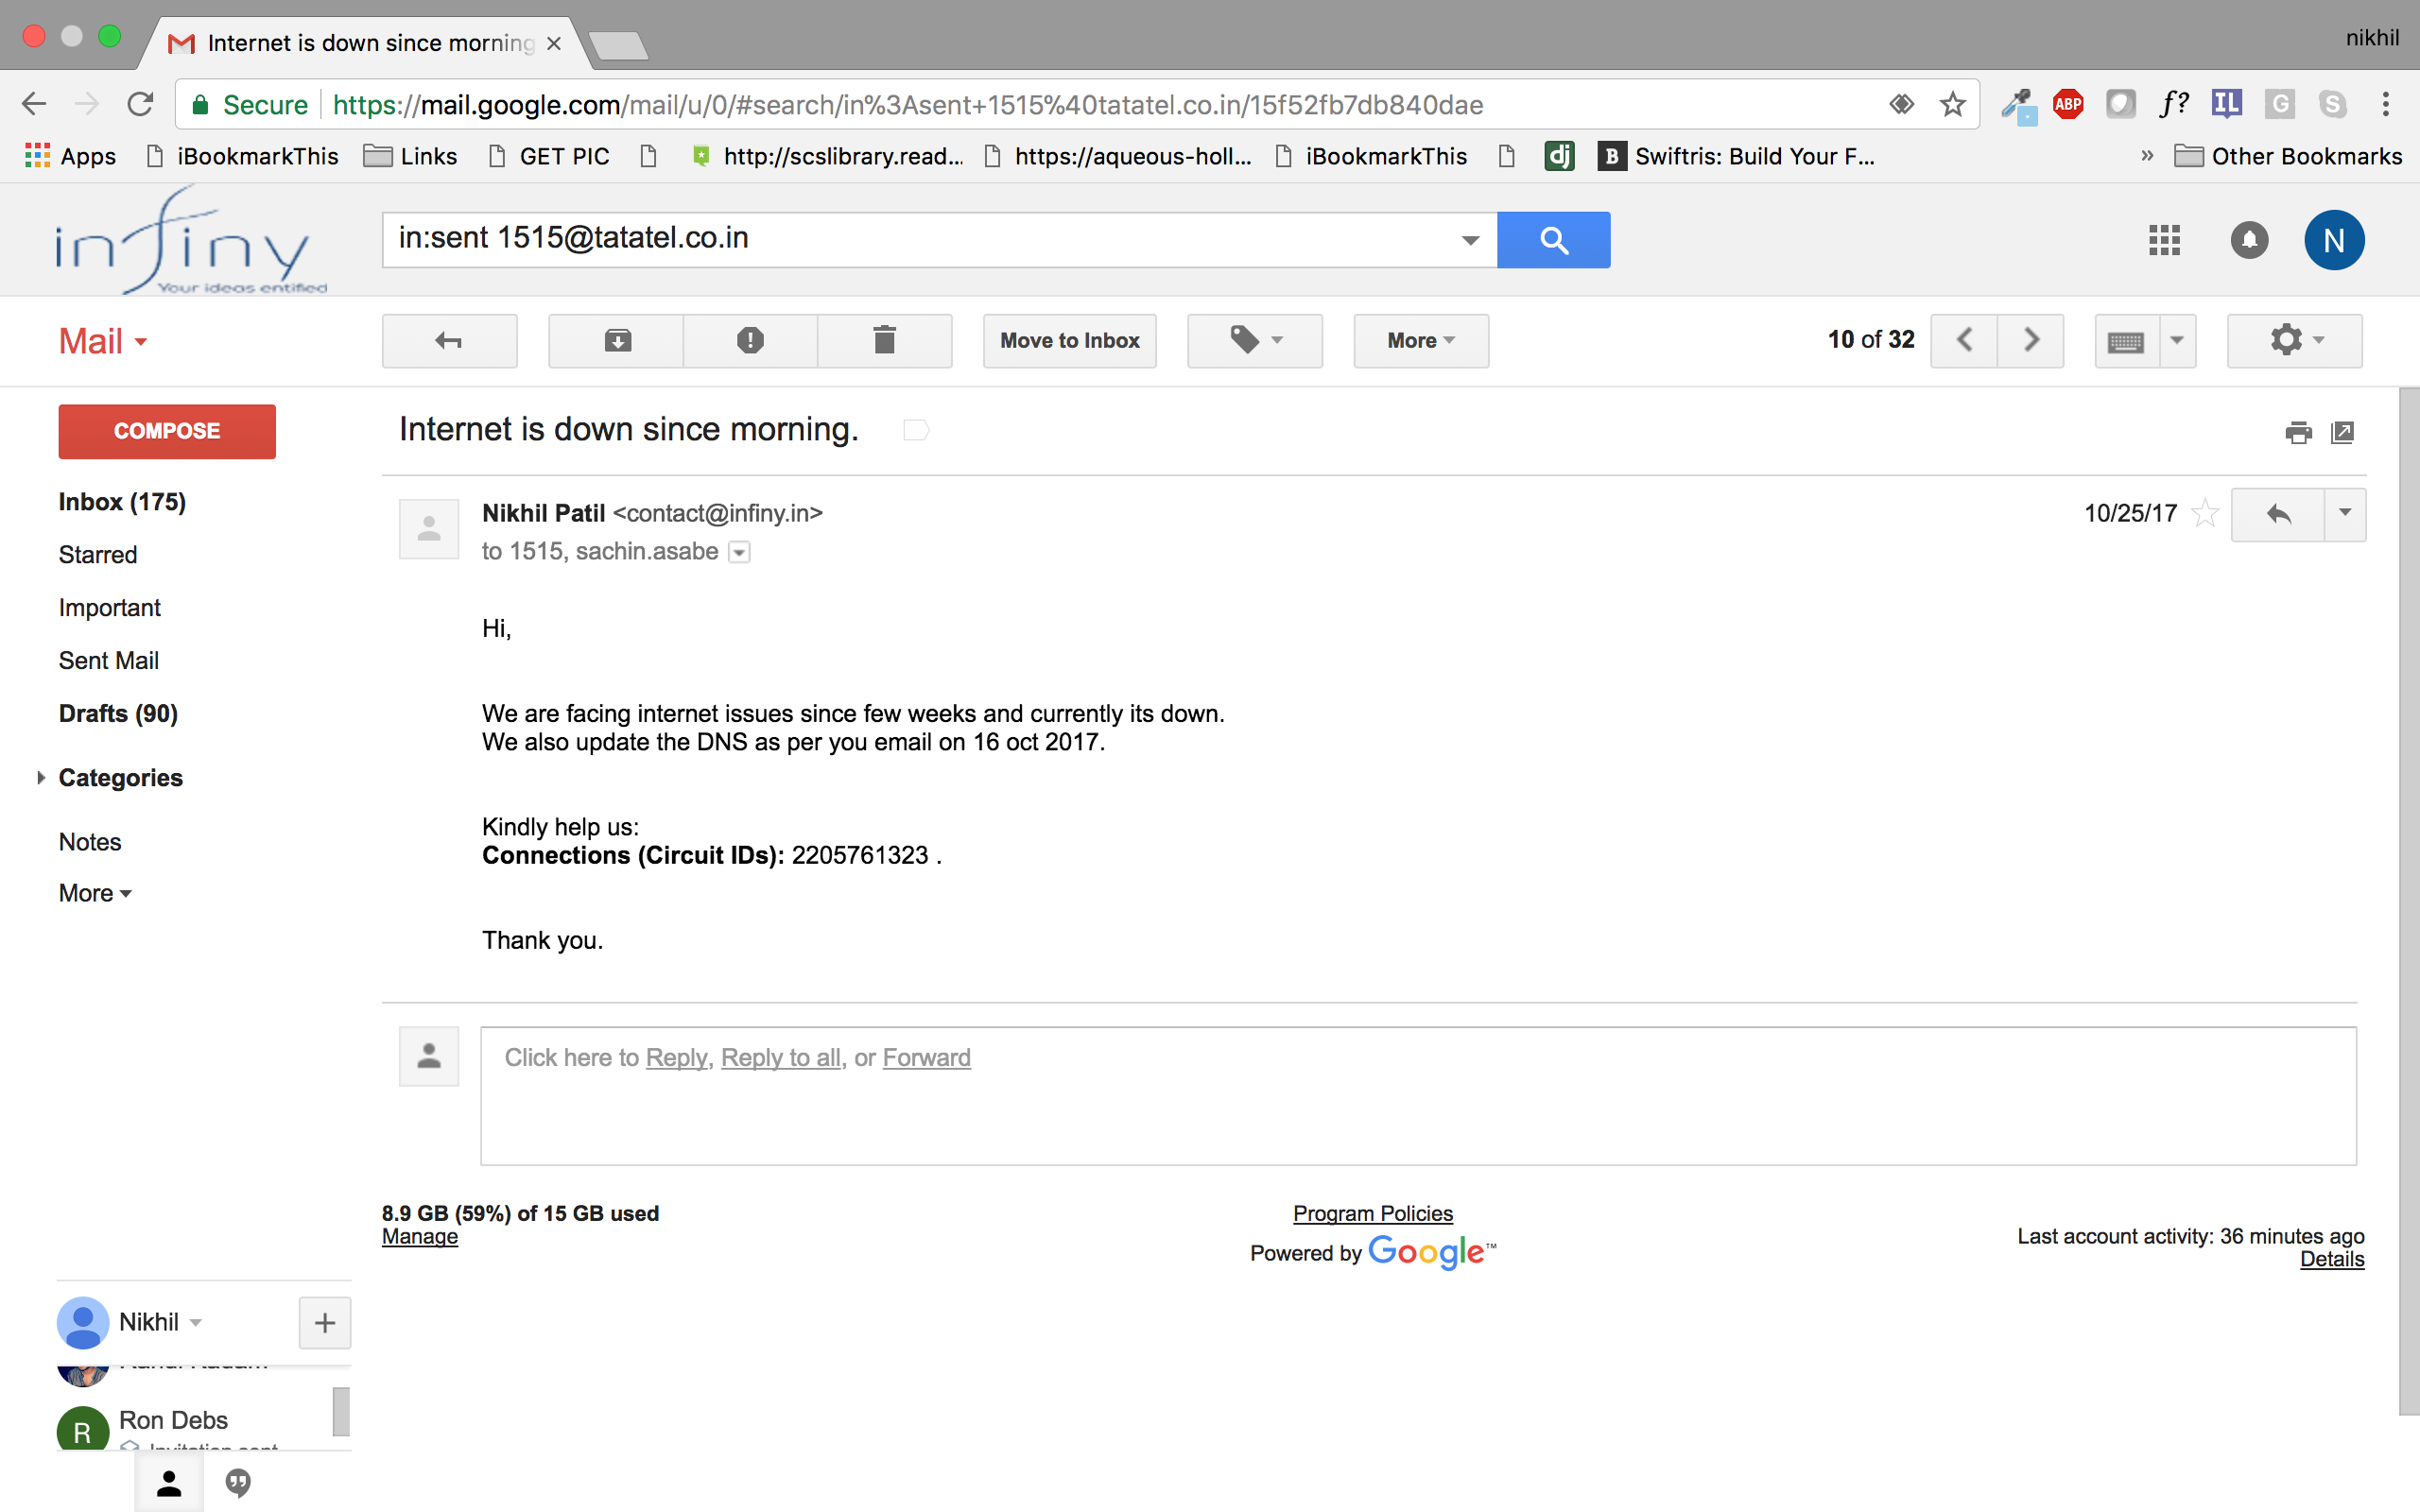 Internet is down since morning
nikhil
Secure https://mail.google.com/mail/u/0/#search/in%3Asent+1515%40tatatel.co.in/15f52fb7db840dae
ABP
f?
IL
G
S
Apps iBookmarkThis Links GET PIC http://scslibrary.read... https://aqueous-holl... iBookmarkThis dj B Swiftris: Build Your F... » Other Bookmarks
infiny
Your ideas entified
in:sent 1515@tatatel.co.in
N
Mail
Move to Inbox
More
10 of 32
COMPOSE
Internet is down since morning.
Inbox (175)
Starred
Important
Sent Mail
Drafts (90)
Categories
Notes
More
Nikhil Patil <contact@infiny.in>
10/25/17
to 1515, sachin.asabe
Hi,
We are facing internet issues since few weeks and currently its down.
We also update the DNS as per you email on 16 oct 2017.
Kindly help us:
Connections (Circuit IDs): 2205761323 .
Thank you.
Click here to Reply, Reply to all, or Forward
8.9 GB (59%) of 15 GB used
Manage
Program Policies
Powered by Google™
Last account activity: 36 minutes ago
Details
Nikhil
R
Ron Debs